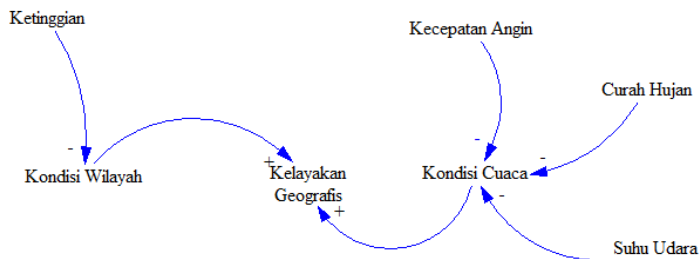 Ketinggian
Kecepatan Angin
Curah Hujan
-
-
-
+
Kondisi Wilayah
Kelayakan
Geografis
Kondisi Cuaca
-
+
Suhu Udara